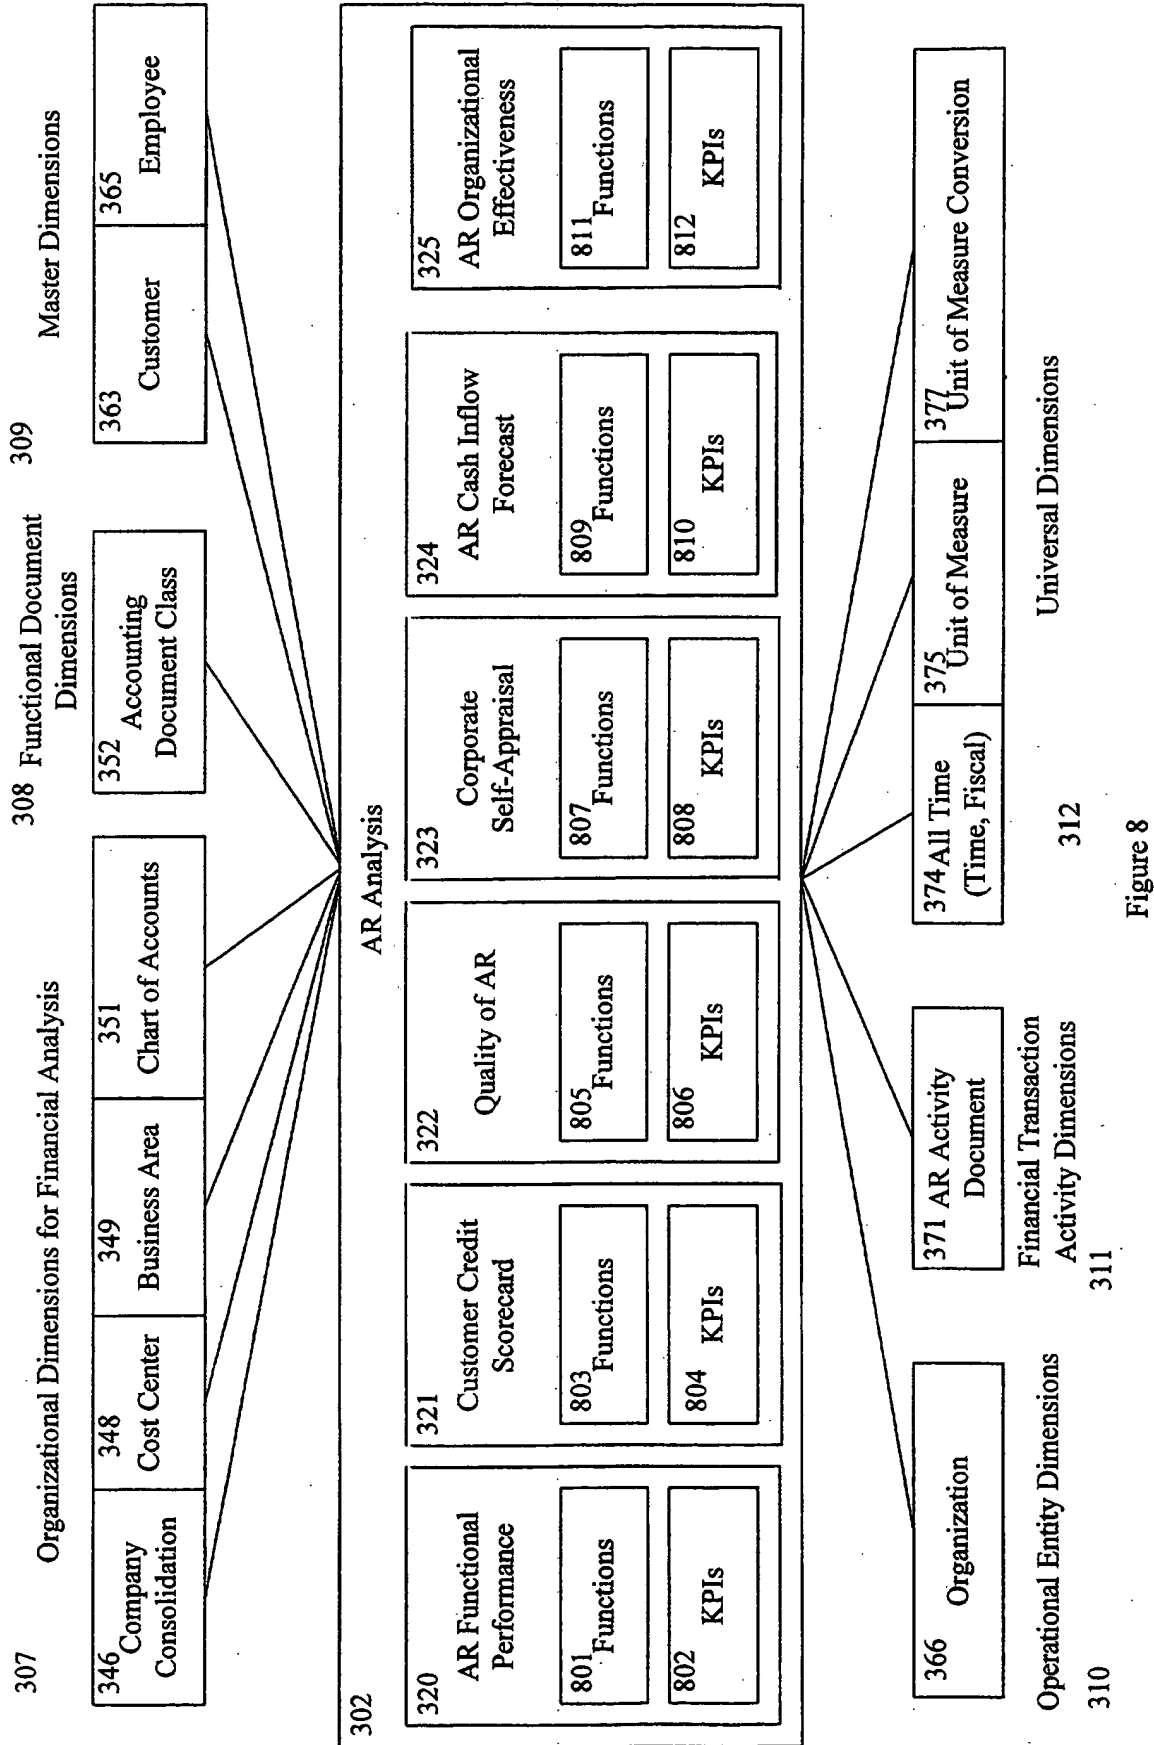 307
Organizational Dimensions for Financial Analysis
308 Functional Document
Dimensions
309
Master Dimensions
346
Company
Consolidation
348
Cost Center
349
Business Area
351
Chart of Accounts
352
Accounting
Document Class
363
Customer
365
Employee
302
AR Analysis
320
AR Functional
Performance
801
Functions
802
KPIs
321
Customer Credit
Scorecard
803
Functions
804
KPIs
322
Quality of AR
805
Functions
806
KPIs
323
Corporate
Self-Appraisal
807
Functions
808
KPIs
324
AR Cash Inflow
Forecast
809
Functions
810
KPIs
325
AR Organizational
Effectiveness
811
Functions
812
KPIs
366
Organization
371 AR Activity
Document
374 All Time
(Time, Fiscal)
375
Unit of Measure
377
Unit of Measure Conversion
Operational Entity Dimensions
310
Financial Transaction
Activity Dimensions
311
Universal Dimensions
312
Figure 8